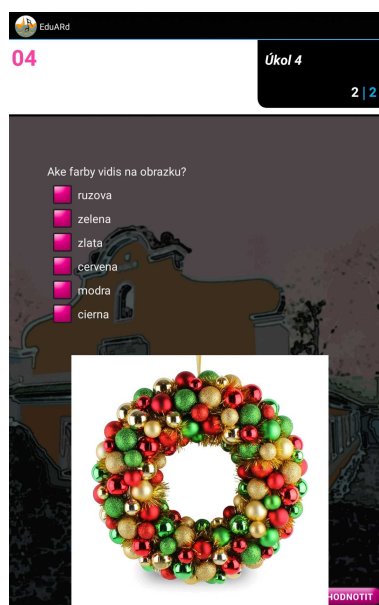 EduARd
04
Úkol 4
2 | 2
Ake farby vidis na obrazku?
ruzova
zelena
zlata
cervena
modra
cierna
HODNOTIT